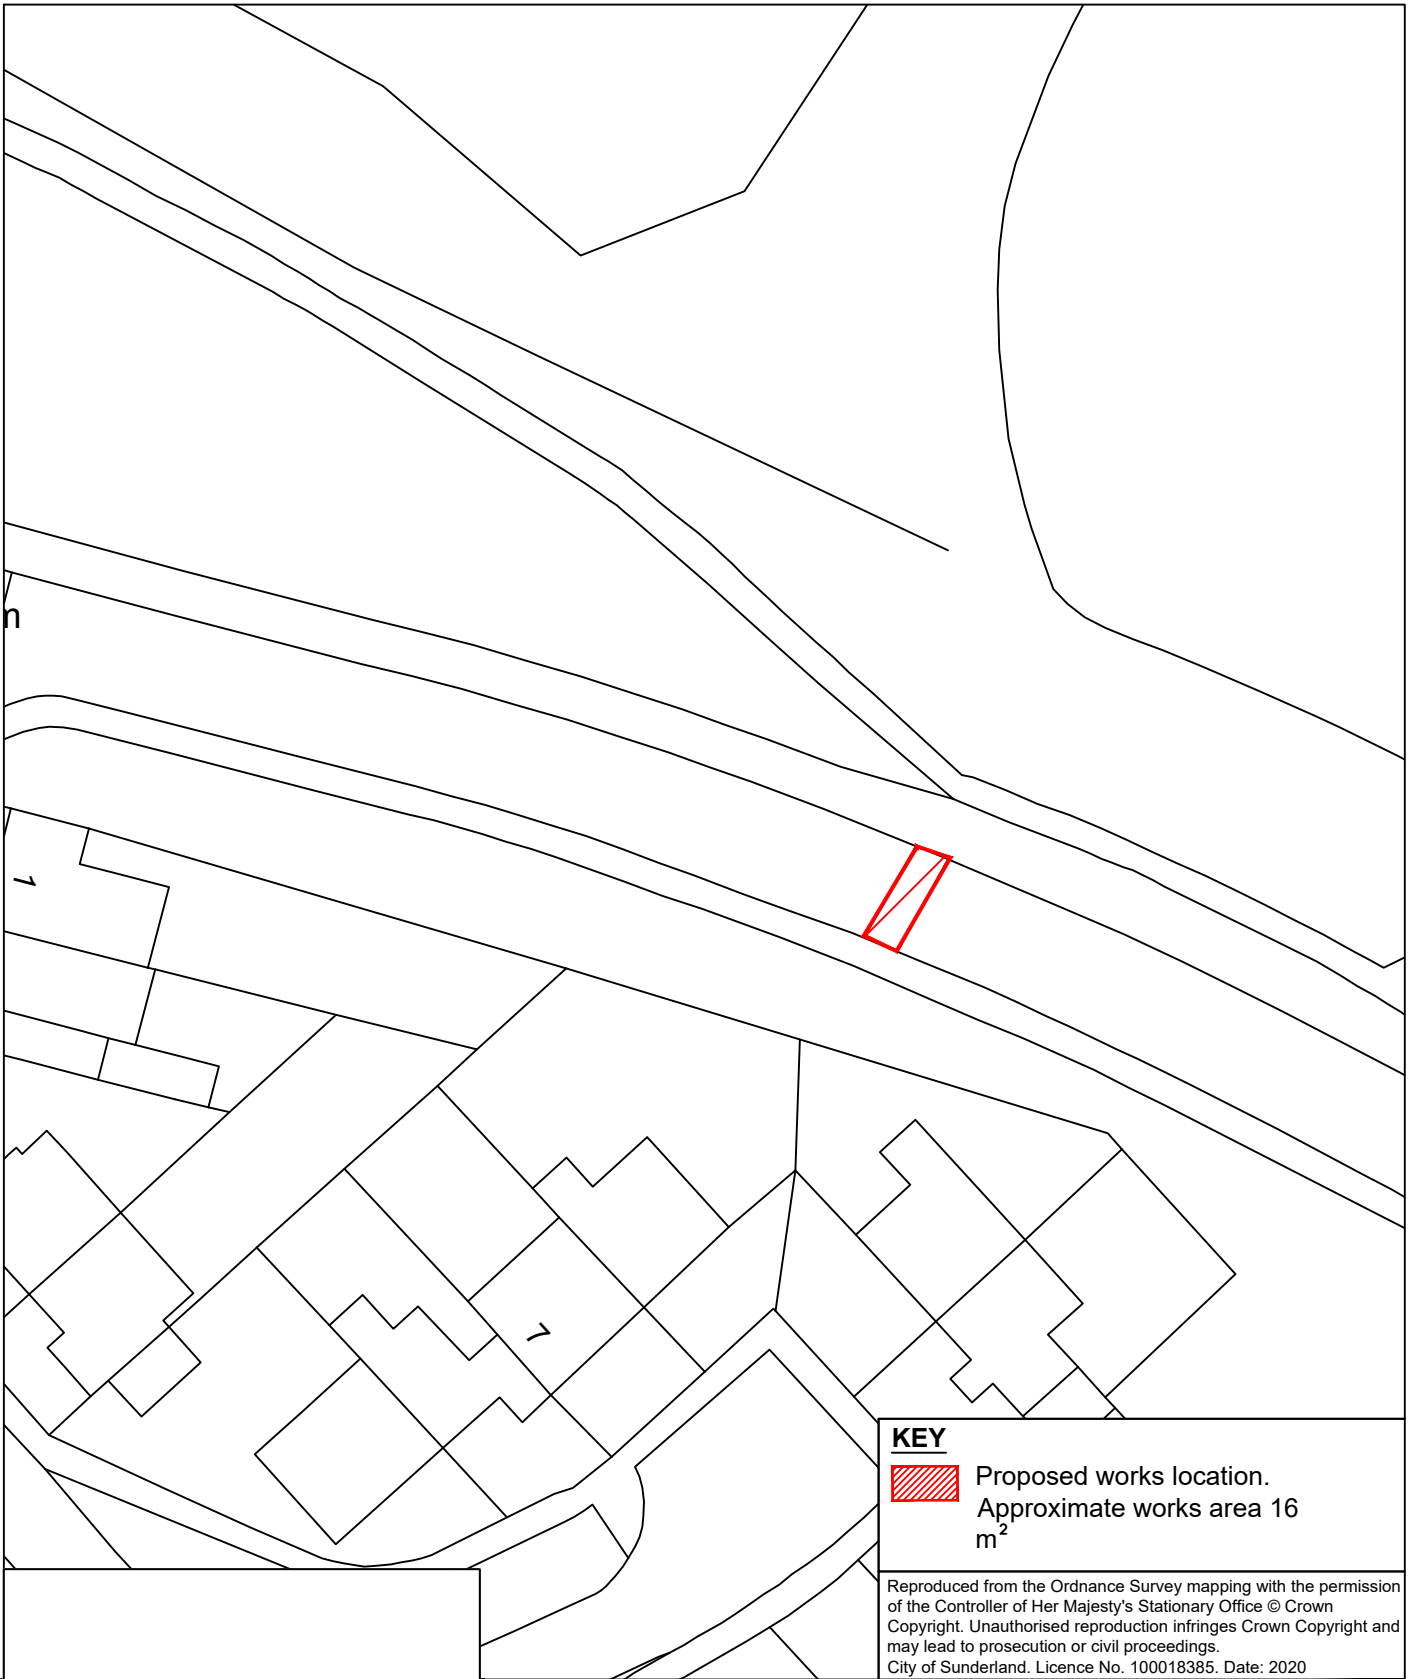 n
1
7
KEY
Proposed works location.
Approximate works area 16
m²
Reproduced from the Ordnance Survey mapping with the permission
of the Controller of Her Majesty's Stationary Office © Crown
Copyright. Unauthorised reproduction infringes Crown Copyright and
may lead to prosecution or civil proceedings.
City of Sunderland. Licence No. 100018385. Date: 2020